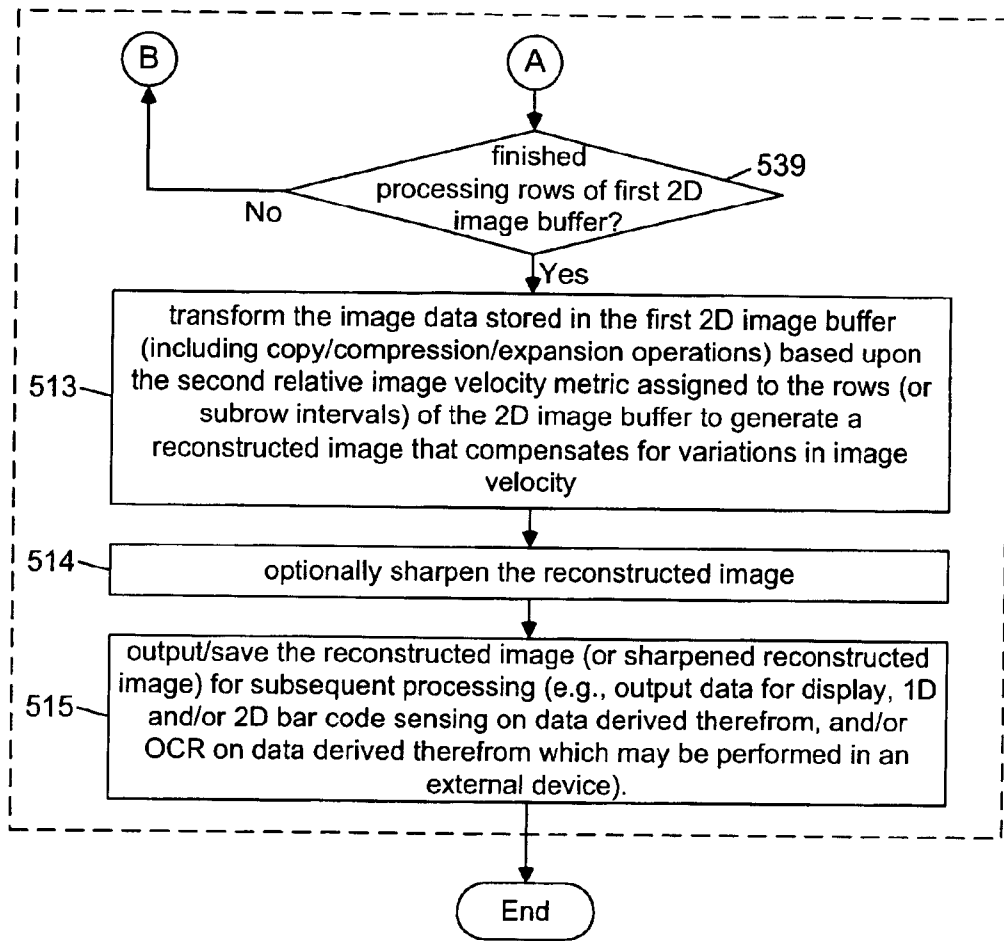 B
A
finished
processing rows of first 2D
image buffer?
539
No
Yes
transform the image data stored in the first 2D image buffer
(including copy/compression/expansion operations) based upon
the second relative image velocity metric assigned to the rows (or
subrow intervals) of the 2D image buffer to generate a
reconstructed image that compensates for variations in image
velocity
513
514
optionally sharpen the reconstructed image
output/save the reconstructed image (or sharpened reconstructed
image) for subsequent processing (e.g., output data for display, 1D
and/or 2D bar code sensing on data derived therefrom, and/or
OCR on data derived therefrom which may be performed in an
external device).
515
End